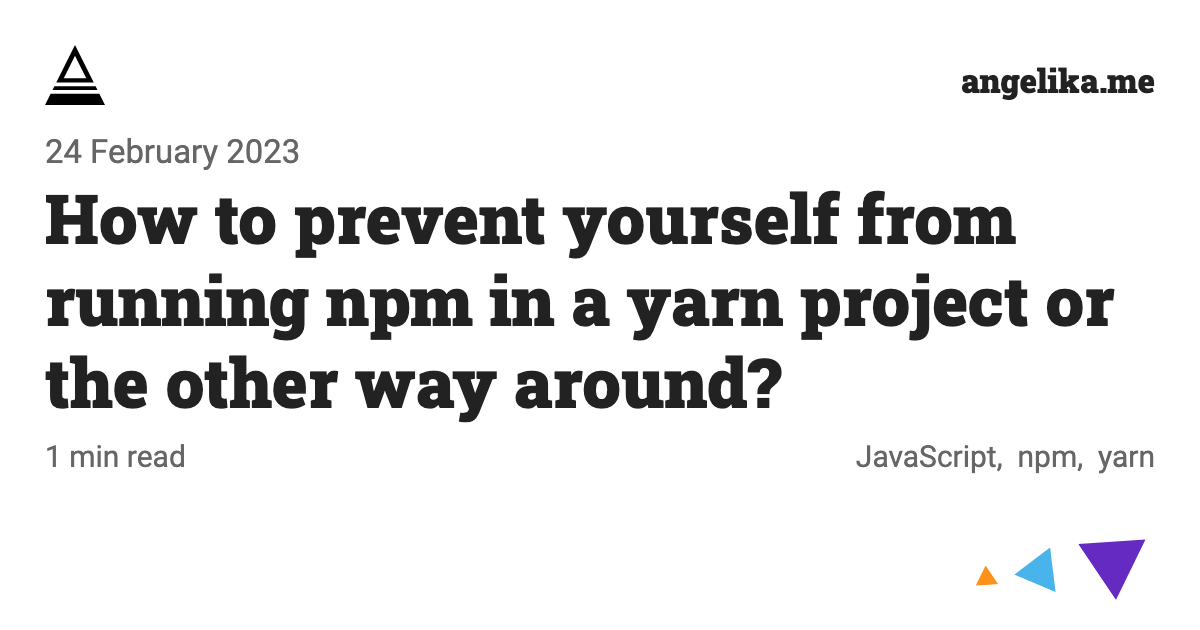 angelika.me
24 February 2023
How to prevent yourself from
running npm in a yarn project or
the other way around?
1 min read
JavaScript, npm, yarn